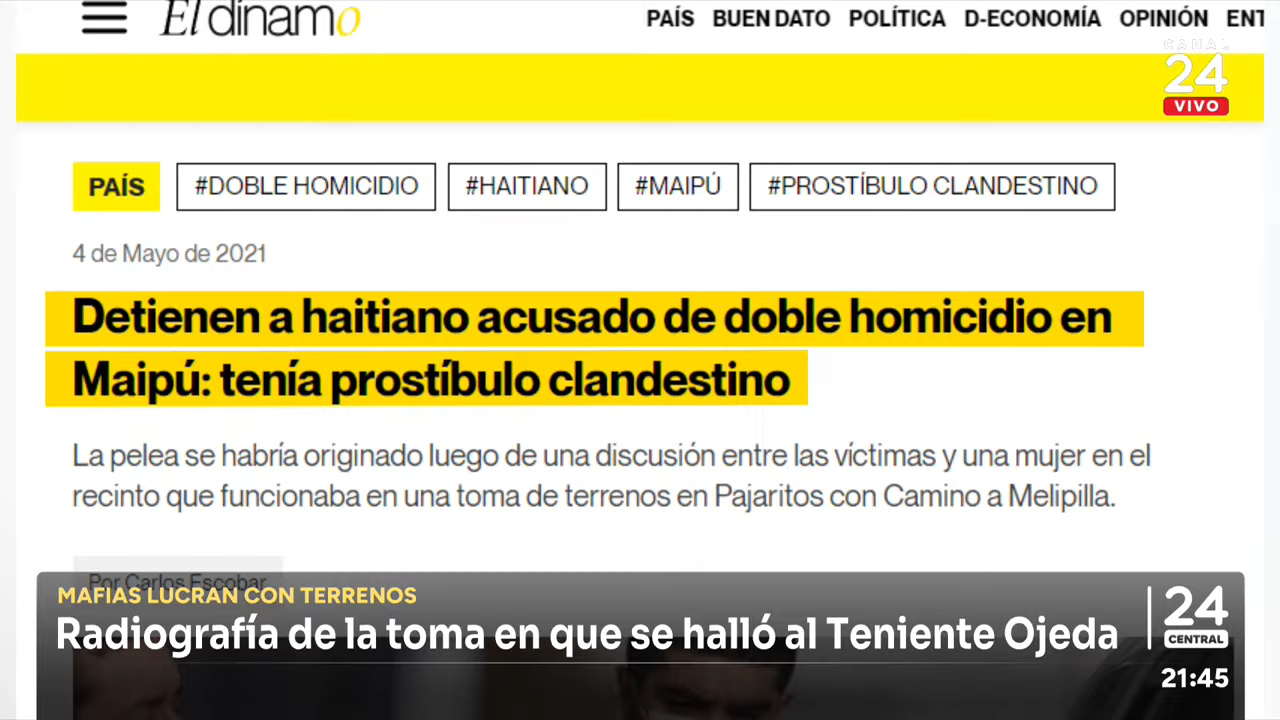 El dínamo
PAÍS BUEN DATO POLÍTICA D-ECONOMÍA OPINIÓN ENT
CANAL
24
VIVO
PAÍS #DOBLE HOMICIDIO #HAITIANO #MAIPÚ #PROSTÍBULO CLANDESTINO
4 de Mayo de 2021
Detienen a haitiano acusado de doble homicidio en
Maipú: tenía prostíbulo clandestino
La pelea se habría originado luego de una discusión entre las víctimas y una mujer en el
recinto que funcionaba en una toma de terrenos en Pajaritos con Camino a Melipilla.
Por Carlos Escobar
MAFIAS LUCRAN CON TERRENOS
Radiografía de la toma en que se halló al Teniente Ojeda
24
CENTRAL
21:45